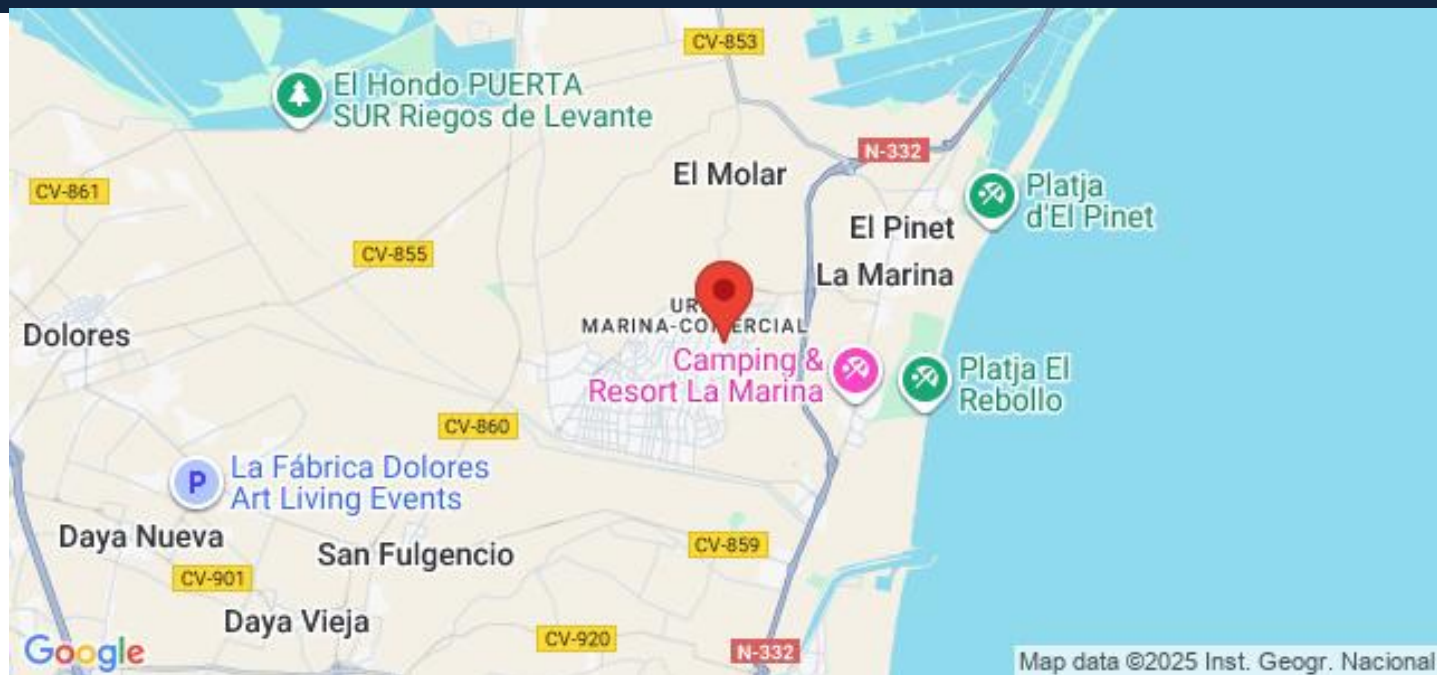 CV-853
El Hondo PUERTA
SUR Riegos de Levante
N-332
El Molar
CV-861
Platja
d'El Pinet
El Pinet
CV-855
La Marina
MARINA-COMERCIAL
Dolores
Camping &
Resort La Marina
Platja El
Rebollo
CV-860
La Fábrica Dolores
Art Living Events
P
Daya Nueva
San Fulgencio
CV-859
CV-901
Daya Vieja
CV-920
N-332
Google
Map data ©2025 Inst. Geogr. Nacional